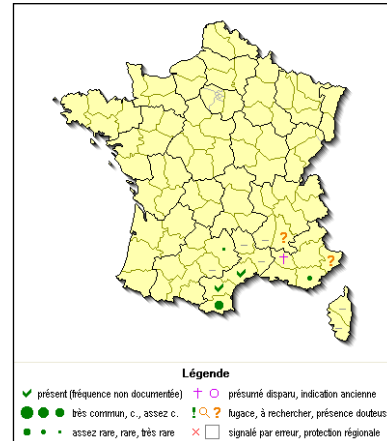 Légende
présent (fréquence non documentée)
présumé disparu, indication ancienne
très commun, c., assez c.
! ? fugace, à rechercher, présence douteus
assez rare, rare, très rare
signalé par erreur, protection régionale